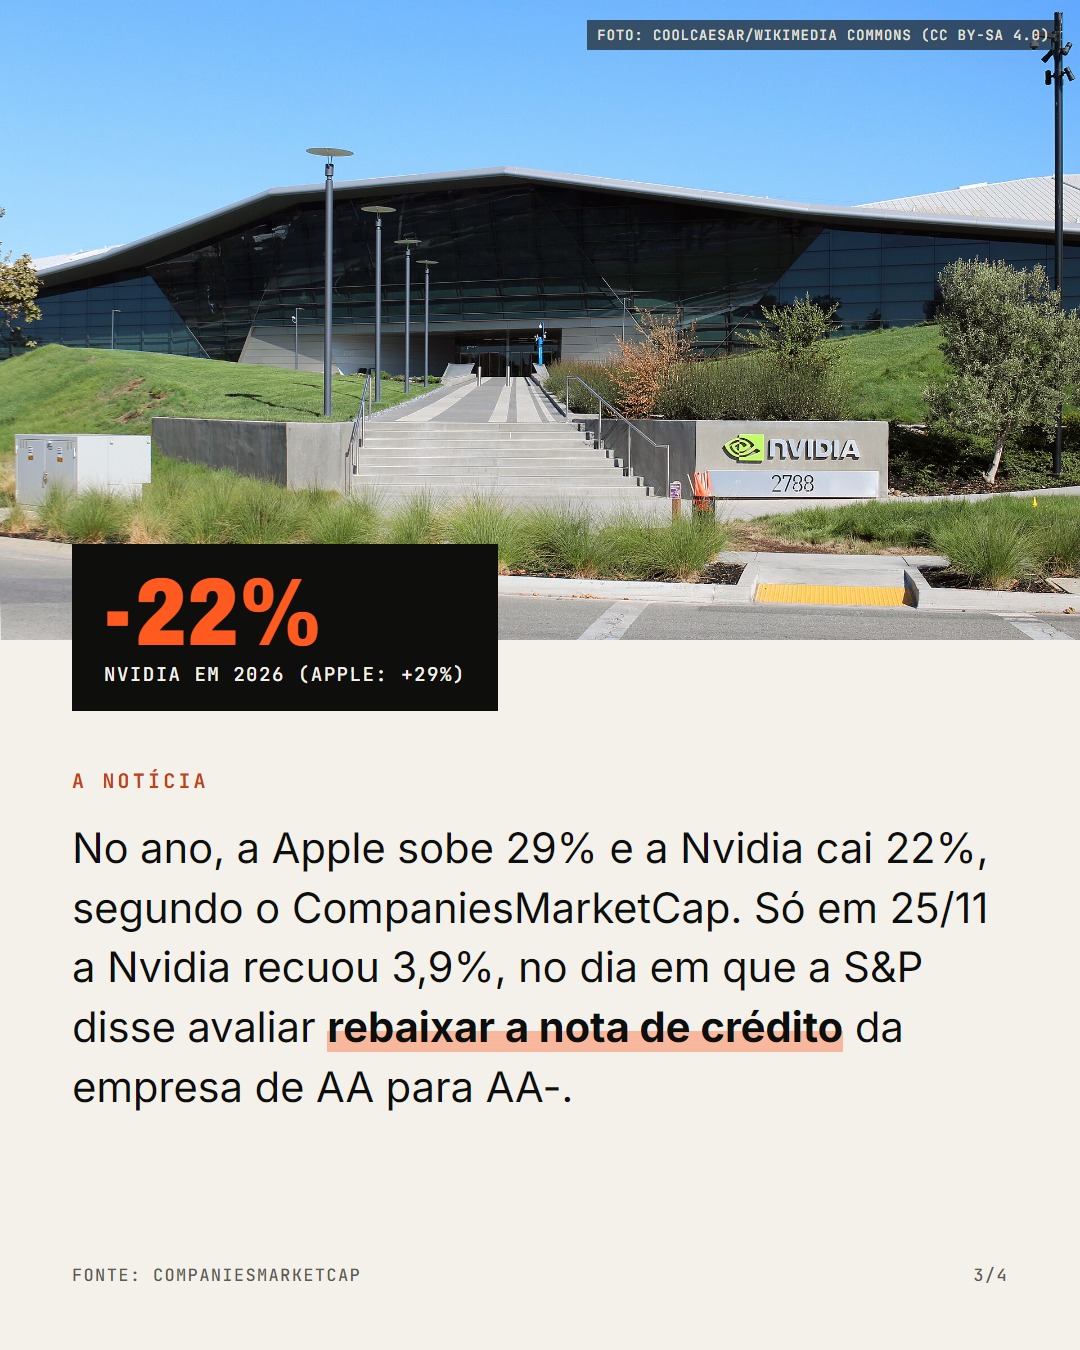 FOTO: COOLCAESAR/WIKIMEDIA COMMONS (CC BY-SA 4.0)
NVIDIA
2788
-22%
NVIDIA EM 2026 (APPLE: +29%)
A NOTÍCIA
No ano, a Apple sobe 29% e a Nvidia cai 22%,
segundo o CompaniesMarketCap. Só em 25/11
a Nvidia recuou 3,9%, no dia em que a S&P
disse avaliar rebaixar a nota de crédito da
empresa de AA para AA-.
FONTE: COMPANIESMARKETCAP
3/4